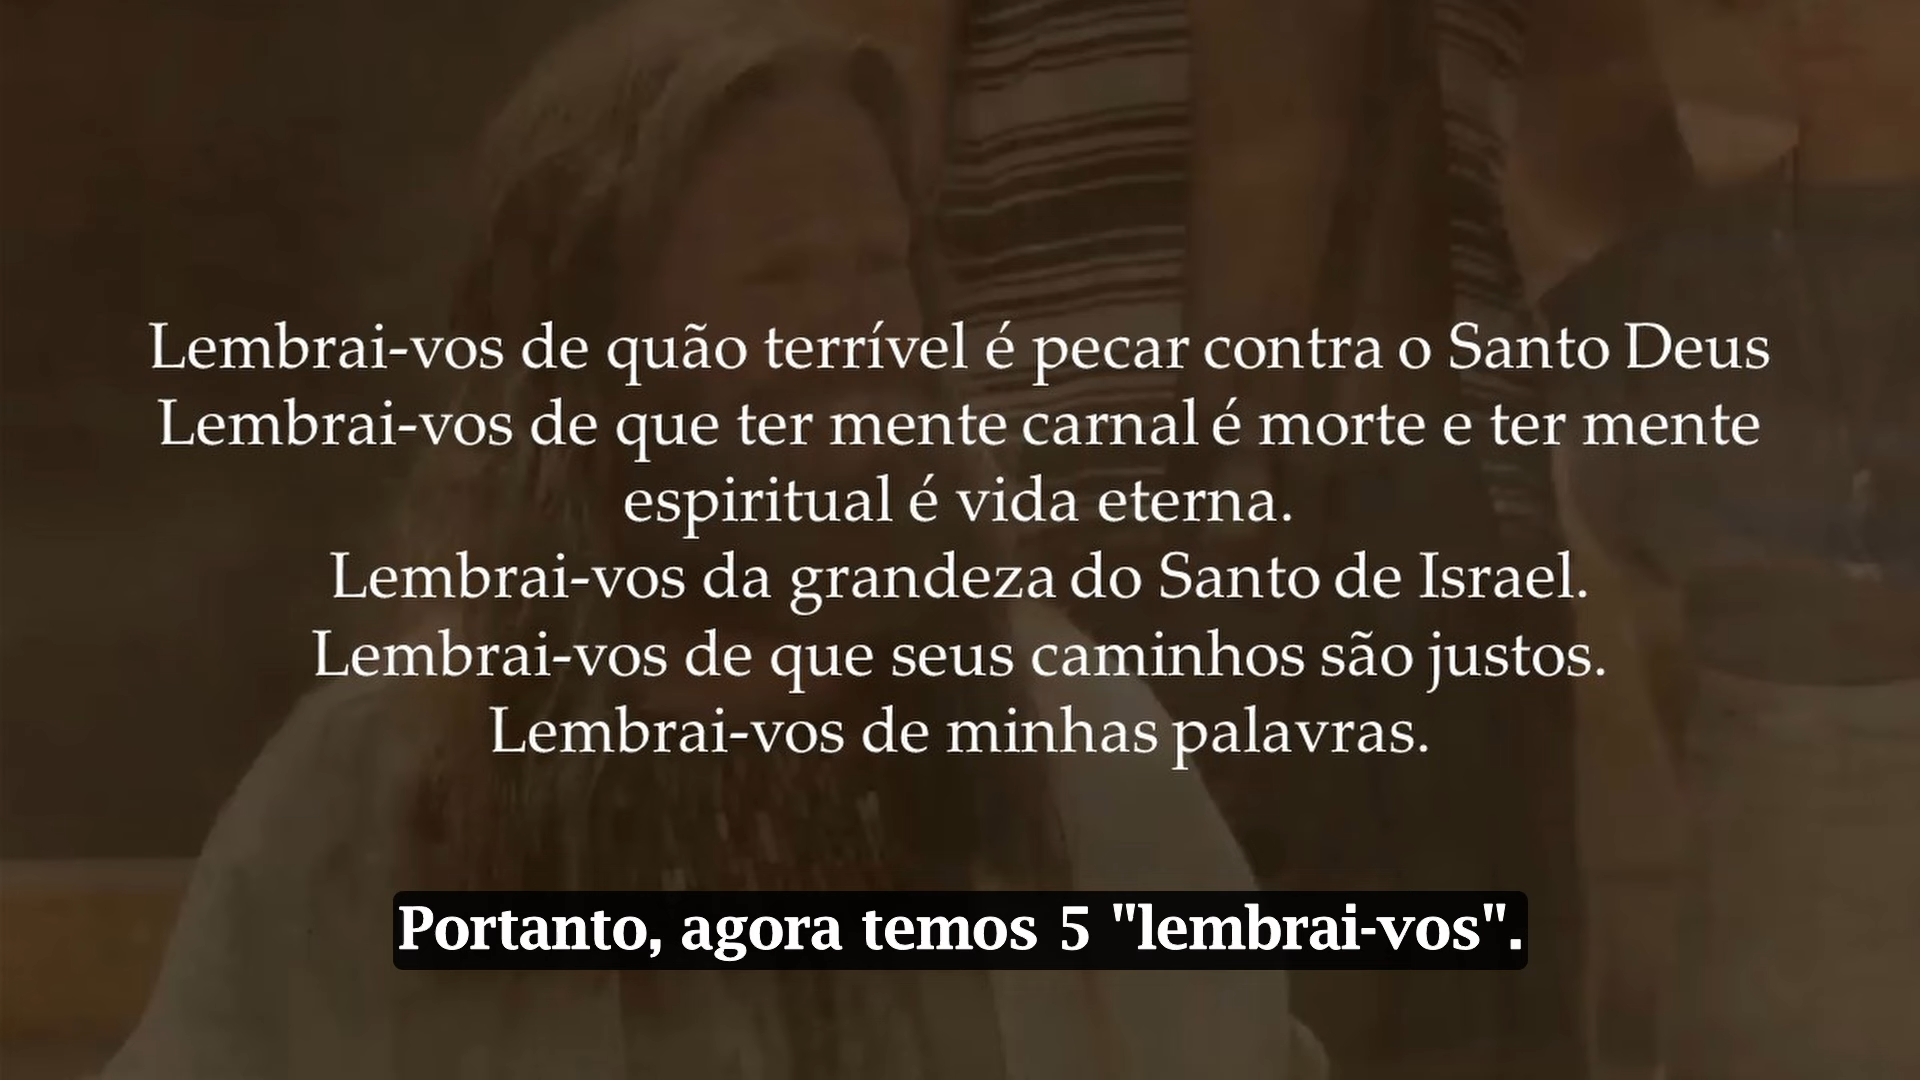 Lembrai-vos de quão terrível é pecar contra o Santo Deus
Lembrai-vos de que ter mente carnal é morte e ter mente
espiritual é vida eterna.
Lembrai-vos da grandeza do Santo de Israel.
Lembrai-vos de que seus caminhos são justos.
Lembrai-vos de minhas palavras.
Portanto, agora temos 5 "lembrai-vos".